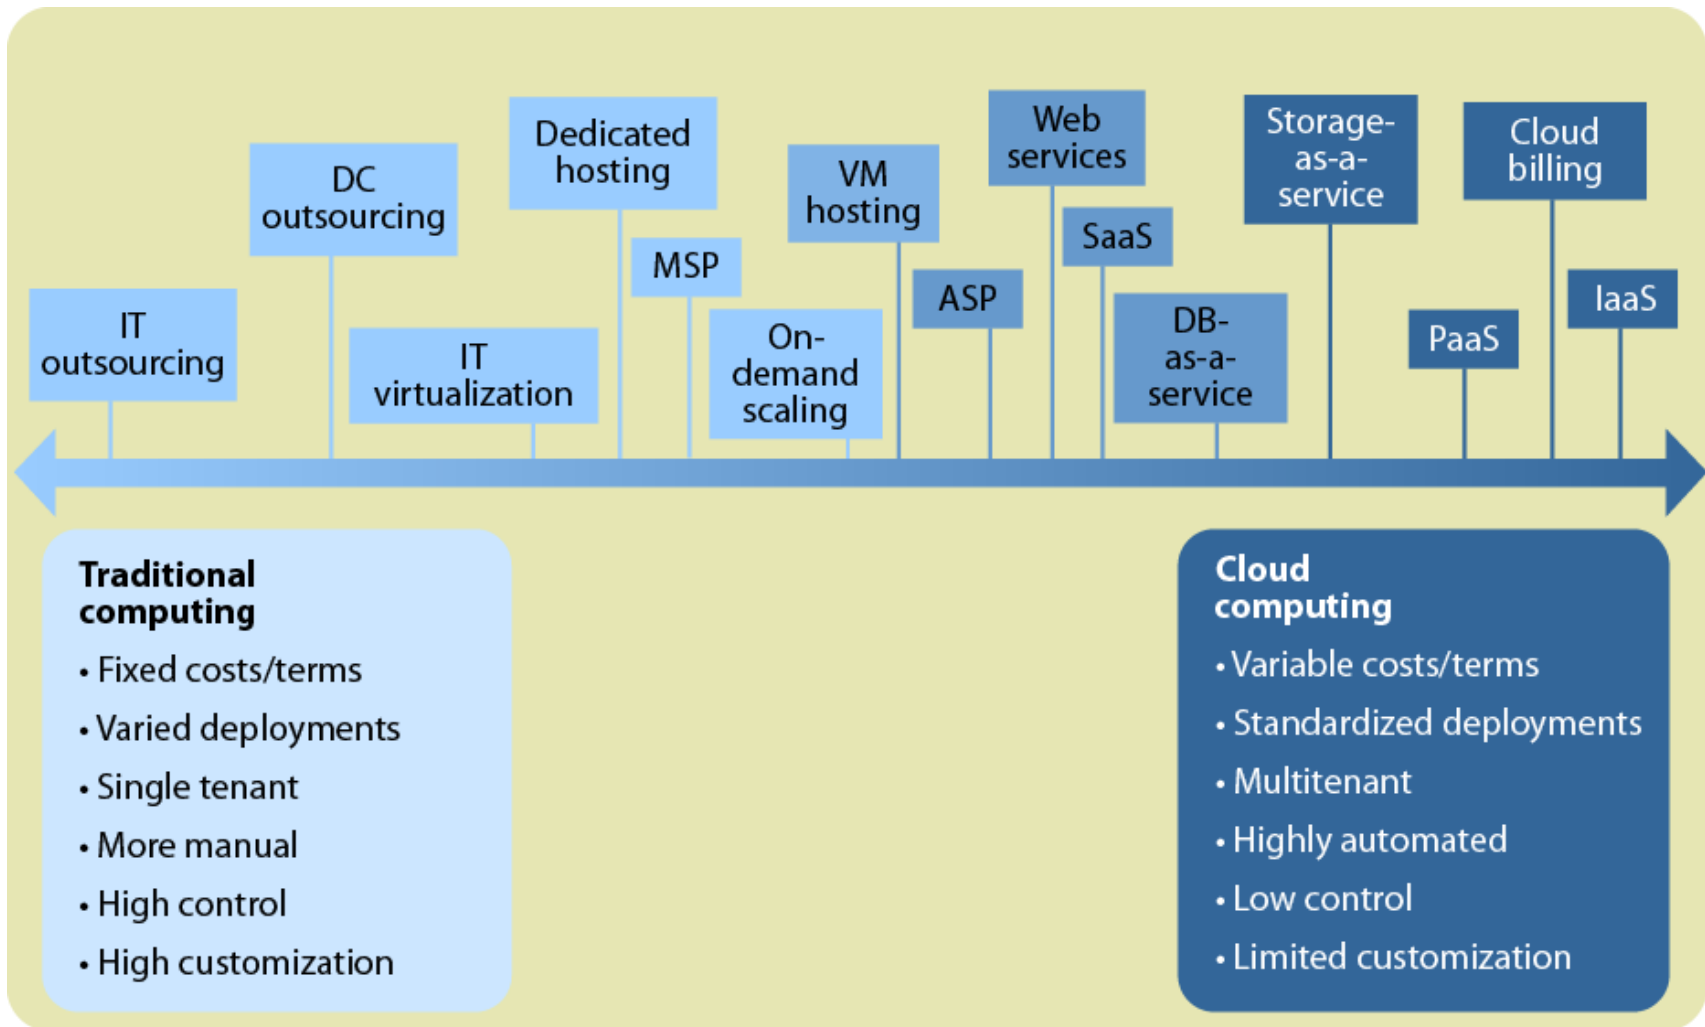 IT
outsourcing
DC
outsourcing
IT
virtualization
Dedicated
hosting
MSP
On-
demand
scaling
VM
hosting
ASP
Web
services
SaaS
DB-
as-a-
service
Storage-
as-a-
service
PaaS
Cloud
billing
IaaS
Traditional
computing
• Fixed costs/terms
• Varied deployments
• Single tenant
• More manual
• High control
• High customization
Cloud
computing
• Variable costs/terms
• Standardized deployments
• Multitenant
• Highly automated
• Low control
• Limited customization